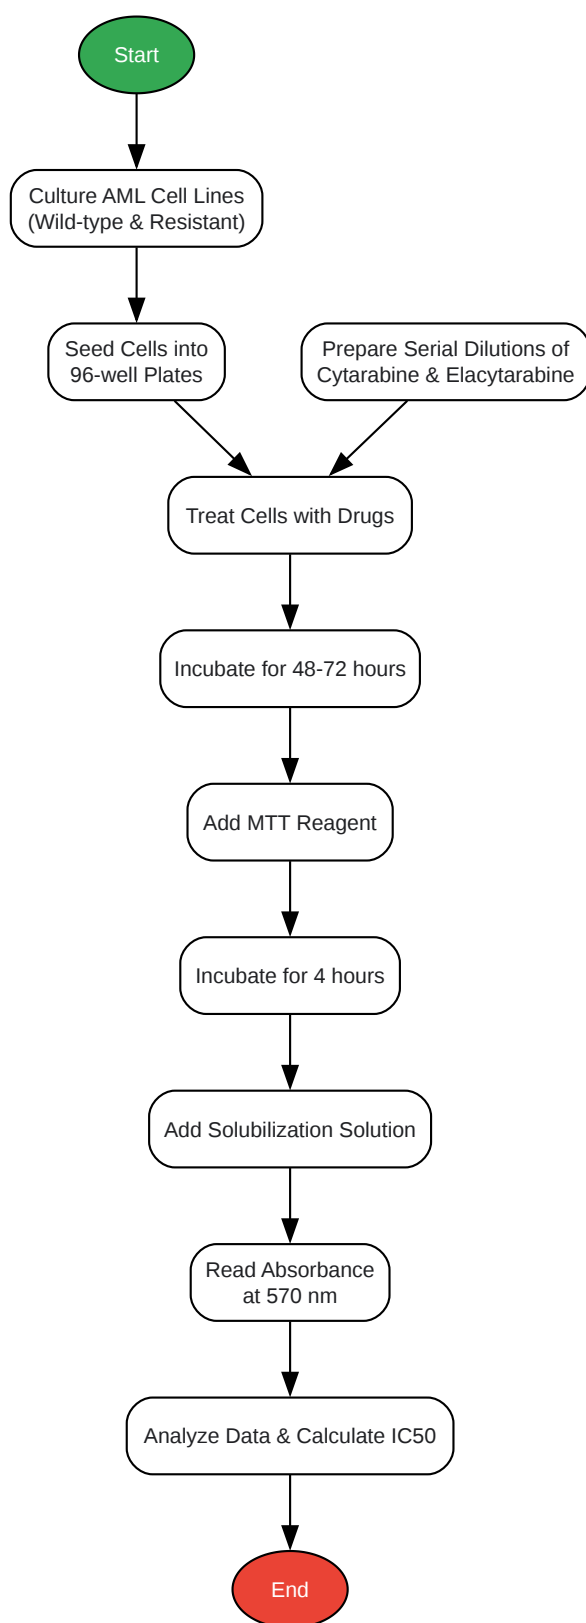 Start
Culture AML Cell Lines
(Wild-type & Resistant)
Seed Cells into
96-well Plates
Prepare Serial Dilutions of
Cytarabine & Elacytarabine
Treat Cells with Drugs
Incubate for 48-72 hours
Add MTT Reagent
Incubate for 4 hours
Add Solubilization Solution
Read Absorbance
at 570 nm
Analyze Data & Calculate IC50
End